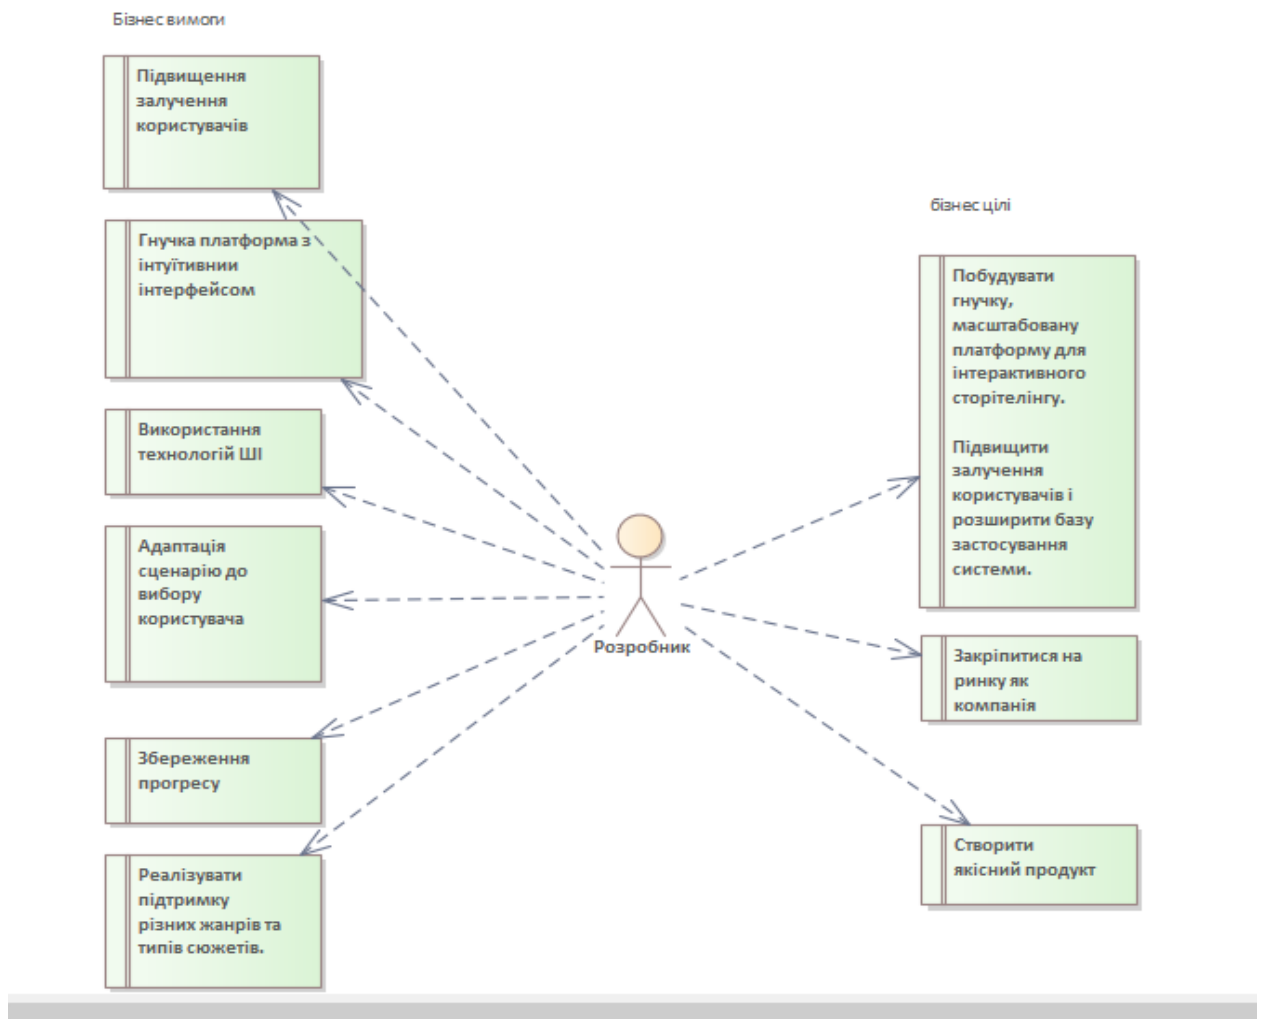 Бізнес вимоги
Підвищення
залучення
користувачів
Гнучка платформа з
інтуїтивнии
інтерфейсом
Використання
технологій ШІ
Адаптація
сценарію до
вибору
користувача
Збереження
прогресу
Реалізувати
підтримку
різних жанрів та
типів сюжетів.
Розробник
бізнес цілі
Побудувати
гнучку,
масштабовану
платформу для
інтерактивного
сторітелінгу.
Підвищити
залучення
користувачів і
розширити базу
застосування
системи.
Закріпитися на
ринку як
компанія
Створити
якісний продукт